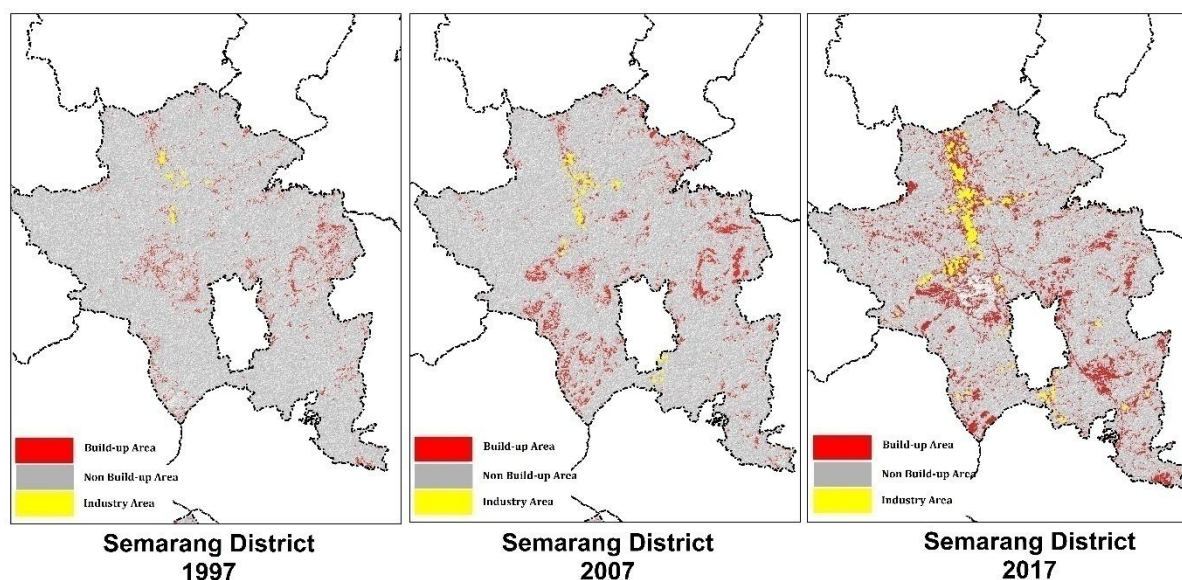 Build-up Area
Non Build-up Area
Industry Area
Semarang District
1997
Build-up Area
Non Build-up Area
Industry Area
Semarang District
2007
Build-up Area
Non Build-up Area
Industry Area
Semarang District
2017